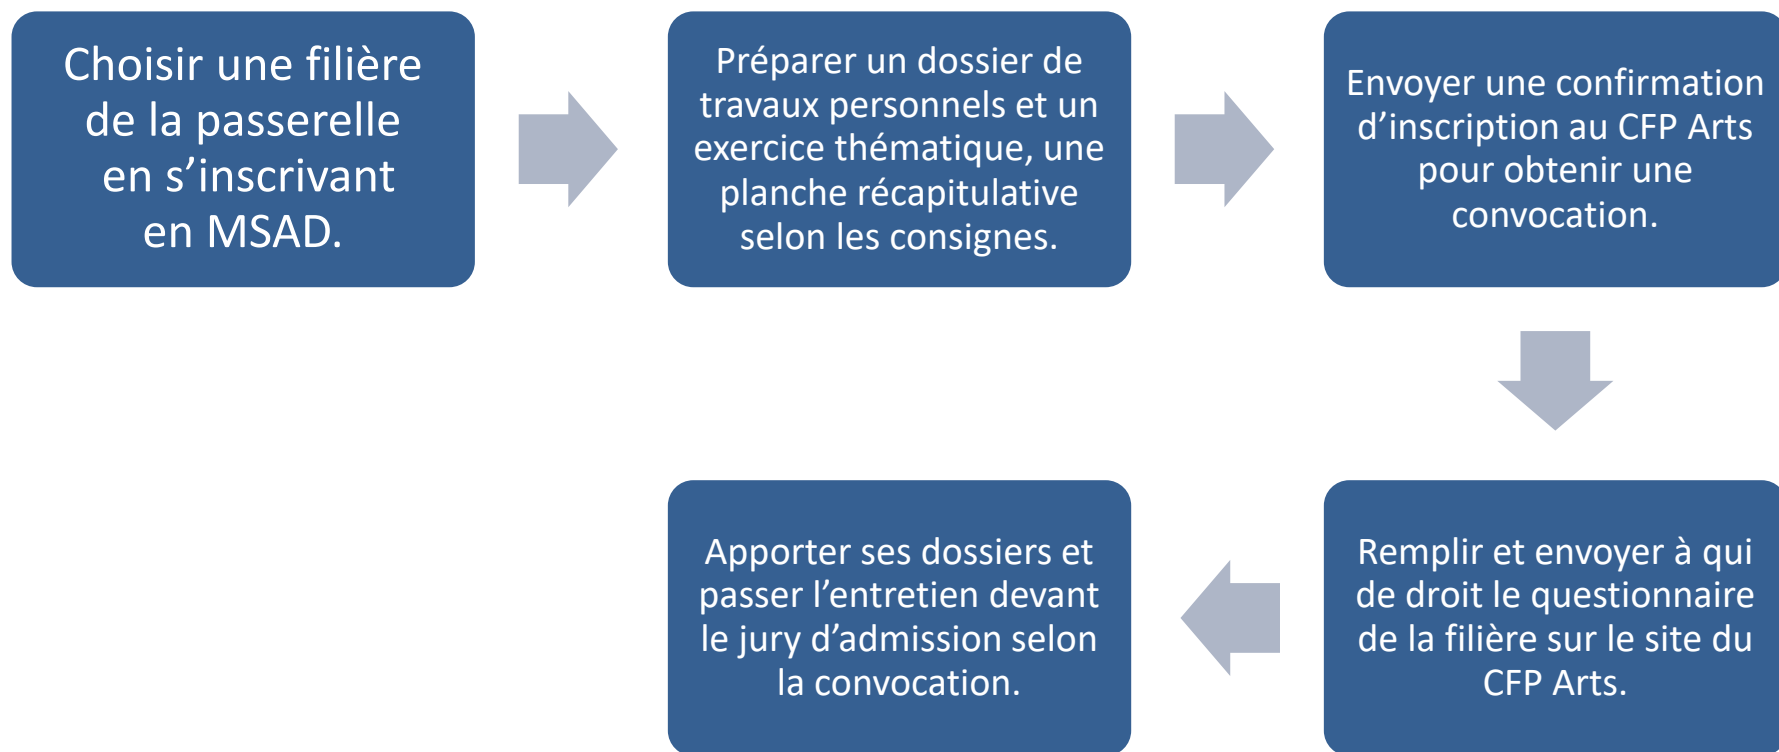 Choisir une filière
de la passerelle
en s’inscrivant
en MSAD.
Préparer un dossier de
travaux personnels et un
exercice thématique, une
planche récapitulative
selon les consignes.
Envoyer une confirmation
d’inscription au CFP Arts
pour obtenir une
convocation.
Remplir et envoyer à qui
de droit le questionnaire
de la filière sur le site du
CFP Arts.
Apporter ses dossiers et
passer l’entretien devant
le jury d’admission selon
la convocation.